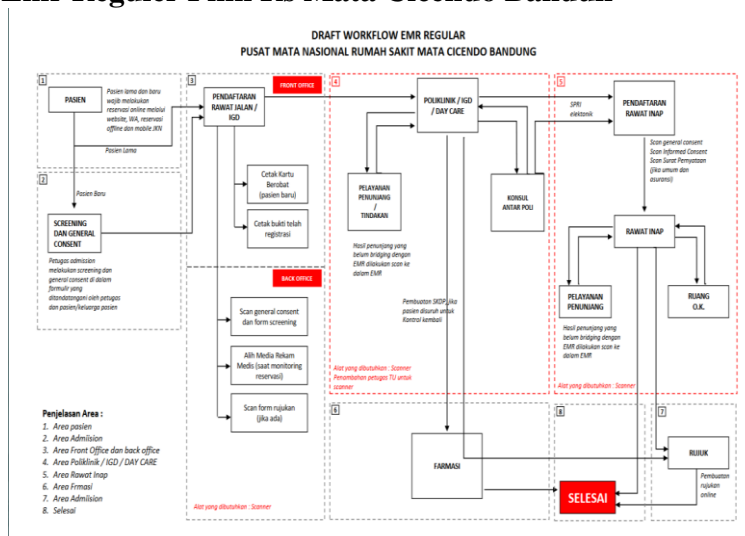 DRAFT WORKFLOW EMR REGULAR
PUSAT MATA NASIONAL RUMAH SAKIT MATA CICENDO BANDUNG
1
PASIEN
Pasien lama dan baru
wajib melakukan
reservasi online melalui
website, WA, reservasi
offline dan mobile JKN
Pasien Lama
2
Pasien Baru
SCREENING
DAN GENERAL
CONSENT
Petugas admission
melakukan screening dan
general consent di dalam
formulir yang
ditandatangani oleh petugas
dan pasien/keluarga pasien
3
FRONT OFFICE
PENDAFTARAN
RAWAT JALAN /
IGD
Cetak Kartu
Berobat
(pasien baru)
Cetak bukti telah
registrasi
BACK OFFICE
Scan general consent
dan form screening
Alih Media Rekam
Medis (saat monitoring
reservasi)
Scan form rujukan
(jika ada)
Alat yang dibutuhkan : Scanner
4
POLIKLINIK / IGD
/ DAY CARE
PELAYANAN
PENUNJANG
/
TINDAKAN
KONSUL
ANTAR POLI
Hasil penunjang yang
belum bridging dengan
EMR dilakukan scan ke
dalam EMR
Pembuatan SKDP, jika
pasien disuruh untuk
Kontrol kembali
Alat yang dibutuhkan : Scanner
Penambahan petugas TU untuk
scanner
5
SPRI
elektonik
PENDAFTARAN
RAWAT INAP
Scan general consent
Scan Informed Consent
Scan Surat Pernyataan
(jika umum dan
asuransi)
RAWAT INAP
PELAYANAN
PENUNJANG
RUANG
O.K.
Hasil penunjang yang
belum bridging dengan
EMR dilakukan scan ke
dalam EMR
Alat yang dibutuhkan : Scanner
6
FARMASI
8
SELESAI
7
RUJUK
Pembuatan
rujukan
online
Penjelasan Area :
1. Area pasien
2. Area Admiision
3. Area Front Office dan back office
4. Area Poliklinik / IGD / DAY CARE
5. Area Rawat Inap
6. Area Frmasi
7. Area Admiision
8. Selesai